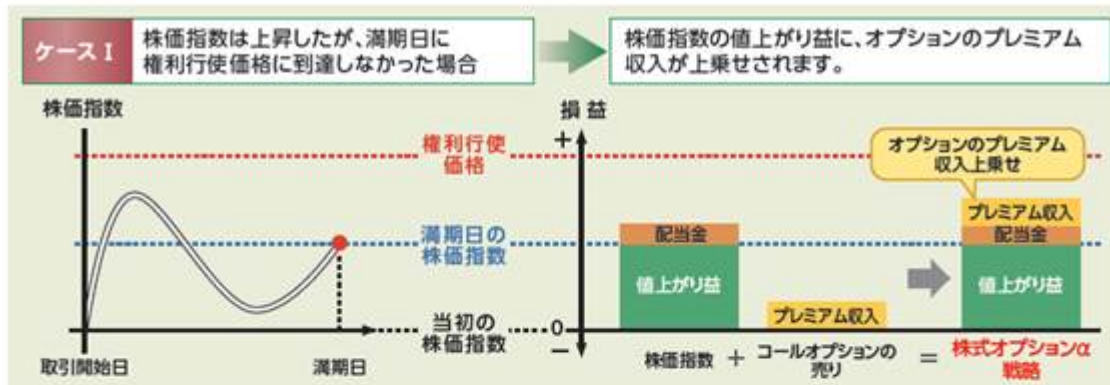 ケースⅠ
株価指数は上昇したが、満期日に
権利行使価格に到達しなかった場合
株価指数の値上がり益に、オプションのプレミアム
収入が上乗せされます。
株価指数
権利行使
価格
満期日の
株価指数
当初の
株価指数
取引開始日
満期日
損益
+
0
−
オプションのプレミアム
収入上乗せ
配当金
値上がり益
プレミアム収入
プレミアム収入
配当金
値上がり益
株価指数
+
コールオプションの
売り
=
株式オプションα
戦略